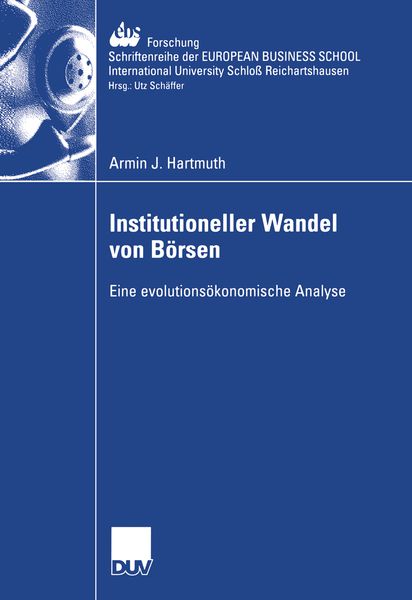 ebs Forschung
Schriftenreihe der EUROPEAN BUSINESS SCHOOL
International University Schloß Reichartshausen
Hrsg.: Utz Schäffer
Armin J. Hartmuth
Institutioneller Wandel
von Börsen
Eine evolutionsökonomische Analyse
DUV